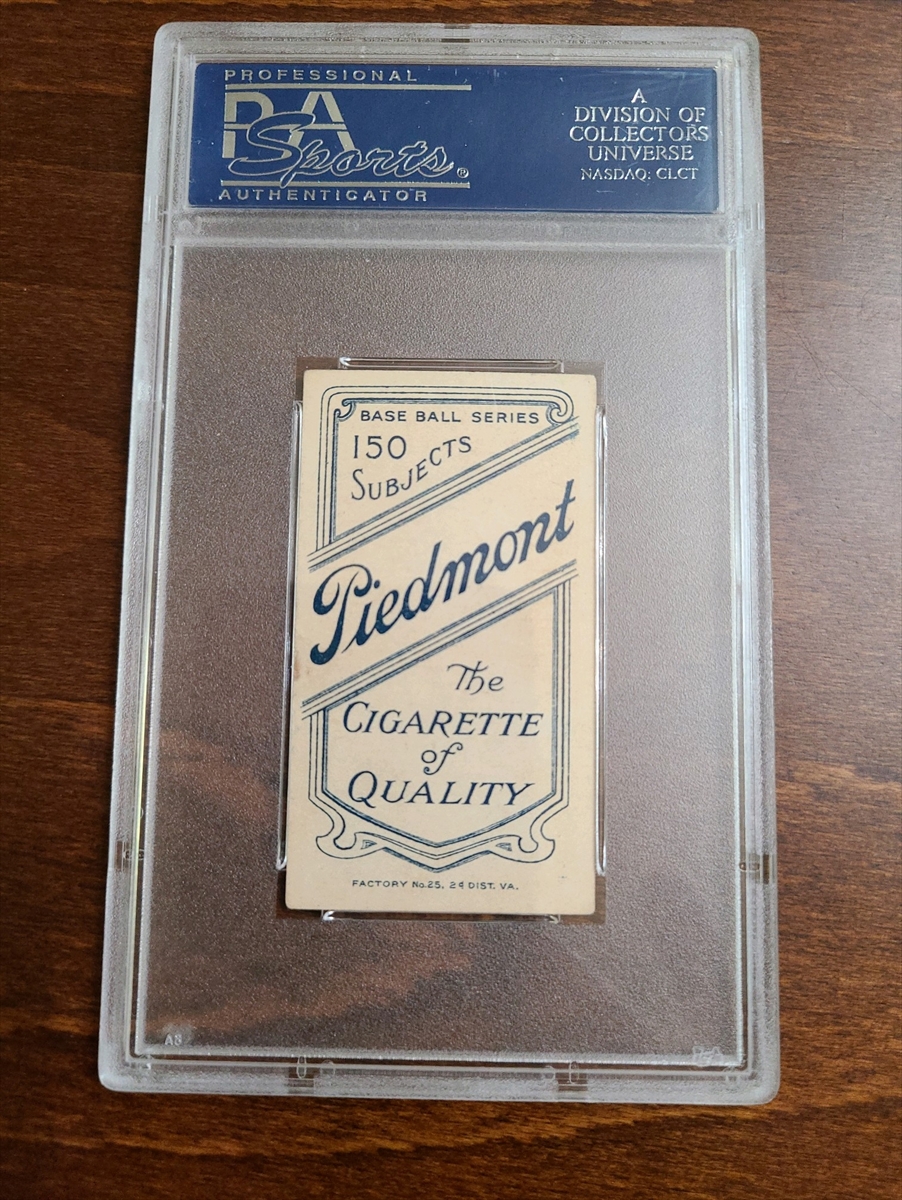 PROFESSIONAL
PSA
Sports®
AUTHENTICATOR
A
DIVISION OF
COLLECTORS
UNIVERSE
NASDAQ: CLCT
BASE BALL SERIES
150
SUBJECTS
Piedmont
The
CIGARETTE
of
QUALITY
FACTORY No. 25, 2d DIST. VA.